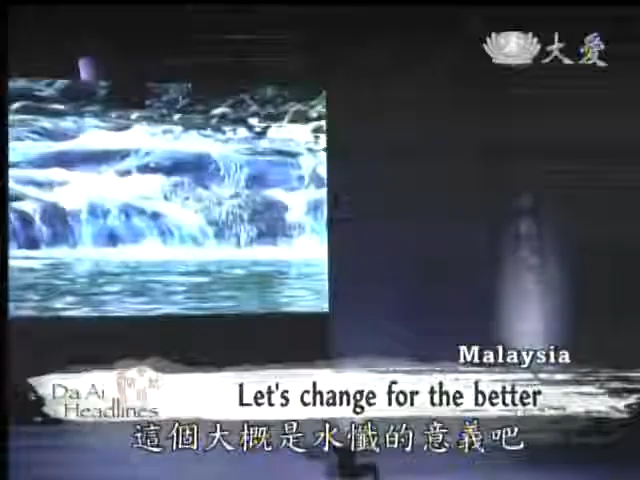 大愛
Malaysia
Da Ai
Headlines
Let's change for the better
這個大概是水懺的意義吧